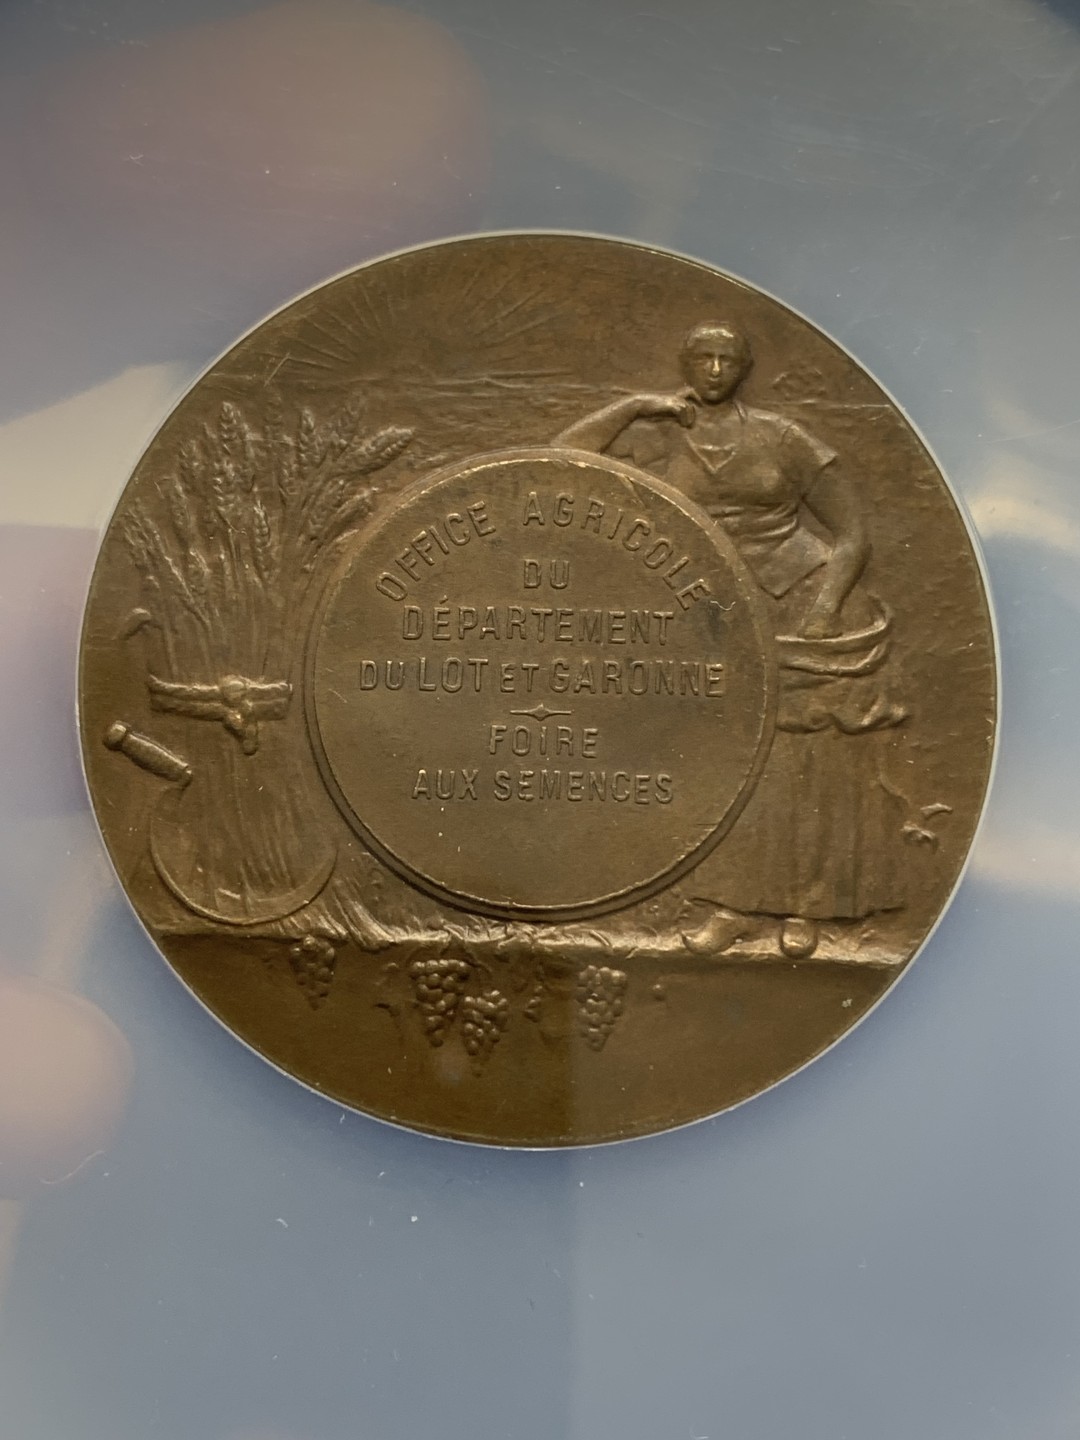 OFFICE AGRICOLE
DU
DÉPARTEMENT
DU LOT ET GARONNE
FOIRE
AUX SEMENCES